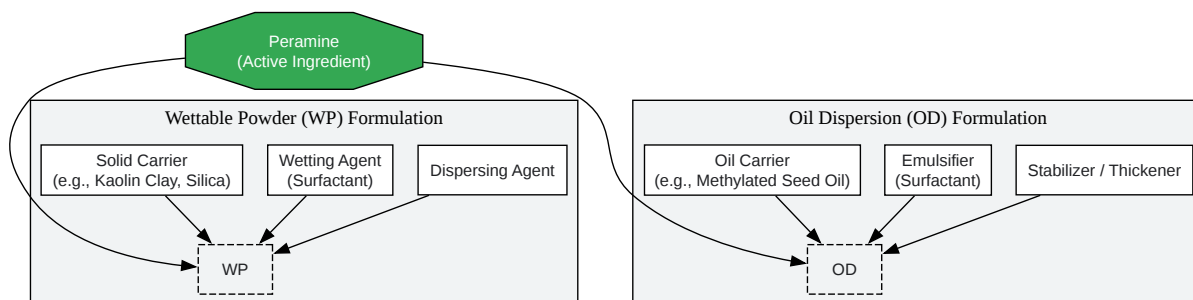 Peramine
(Active Ingredient)
Wettable Powder (WP) Formulation
Solid Carrier
(e.g., Kaolin Clay, Silica)
Wetting Agent
(Surfactant)
Dispersing Agent
WP
Oil Dispersion (OD) Formulation
Oil Carrier
(e.g., Methylated Seed Oil)
Emulsifier
(Surfactant)
Stabilizer / Thickener
OD